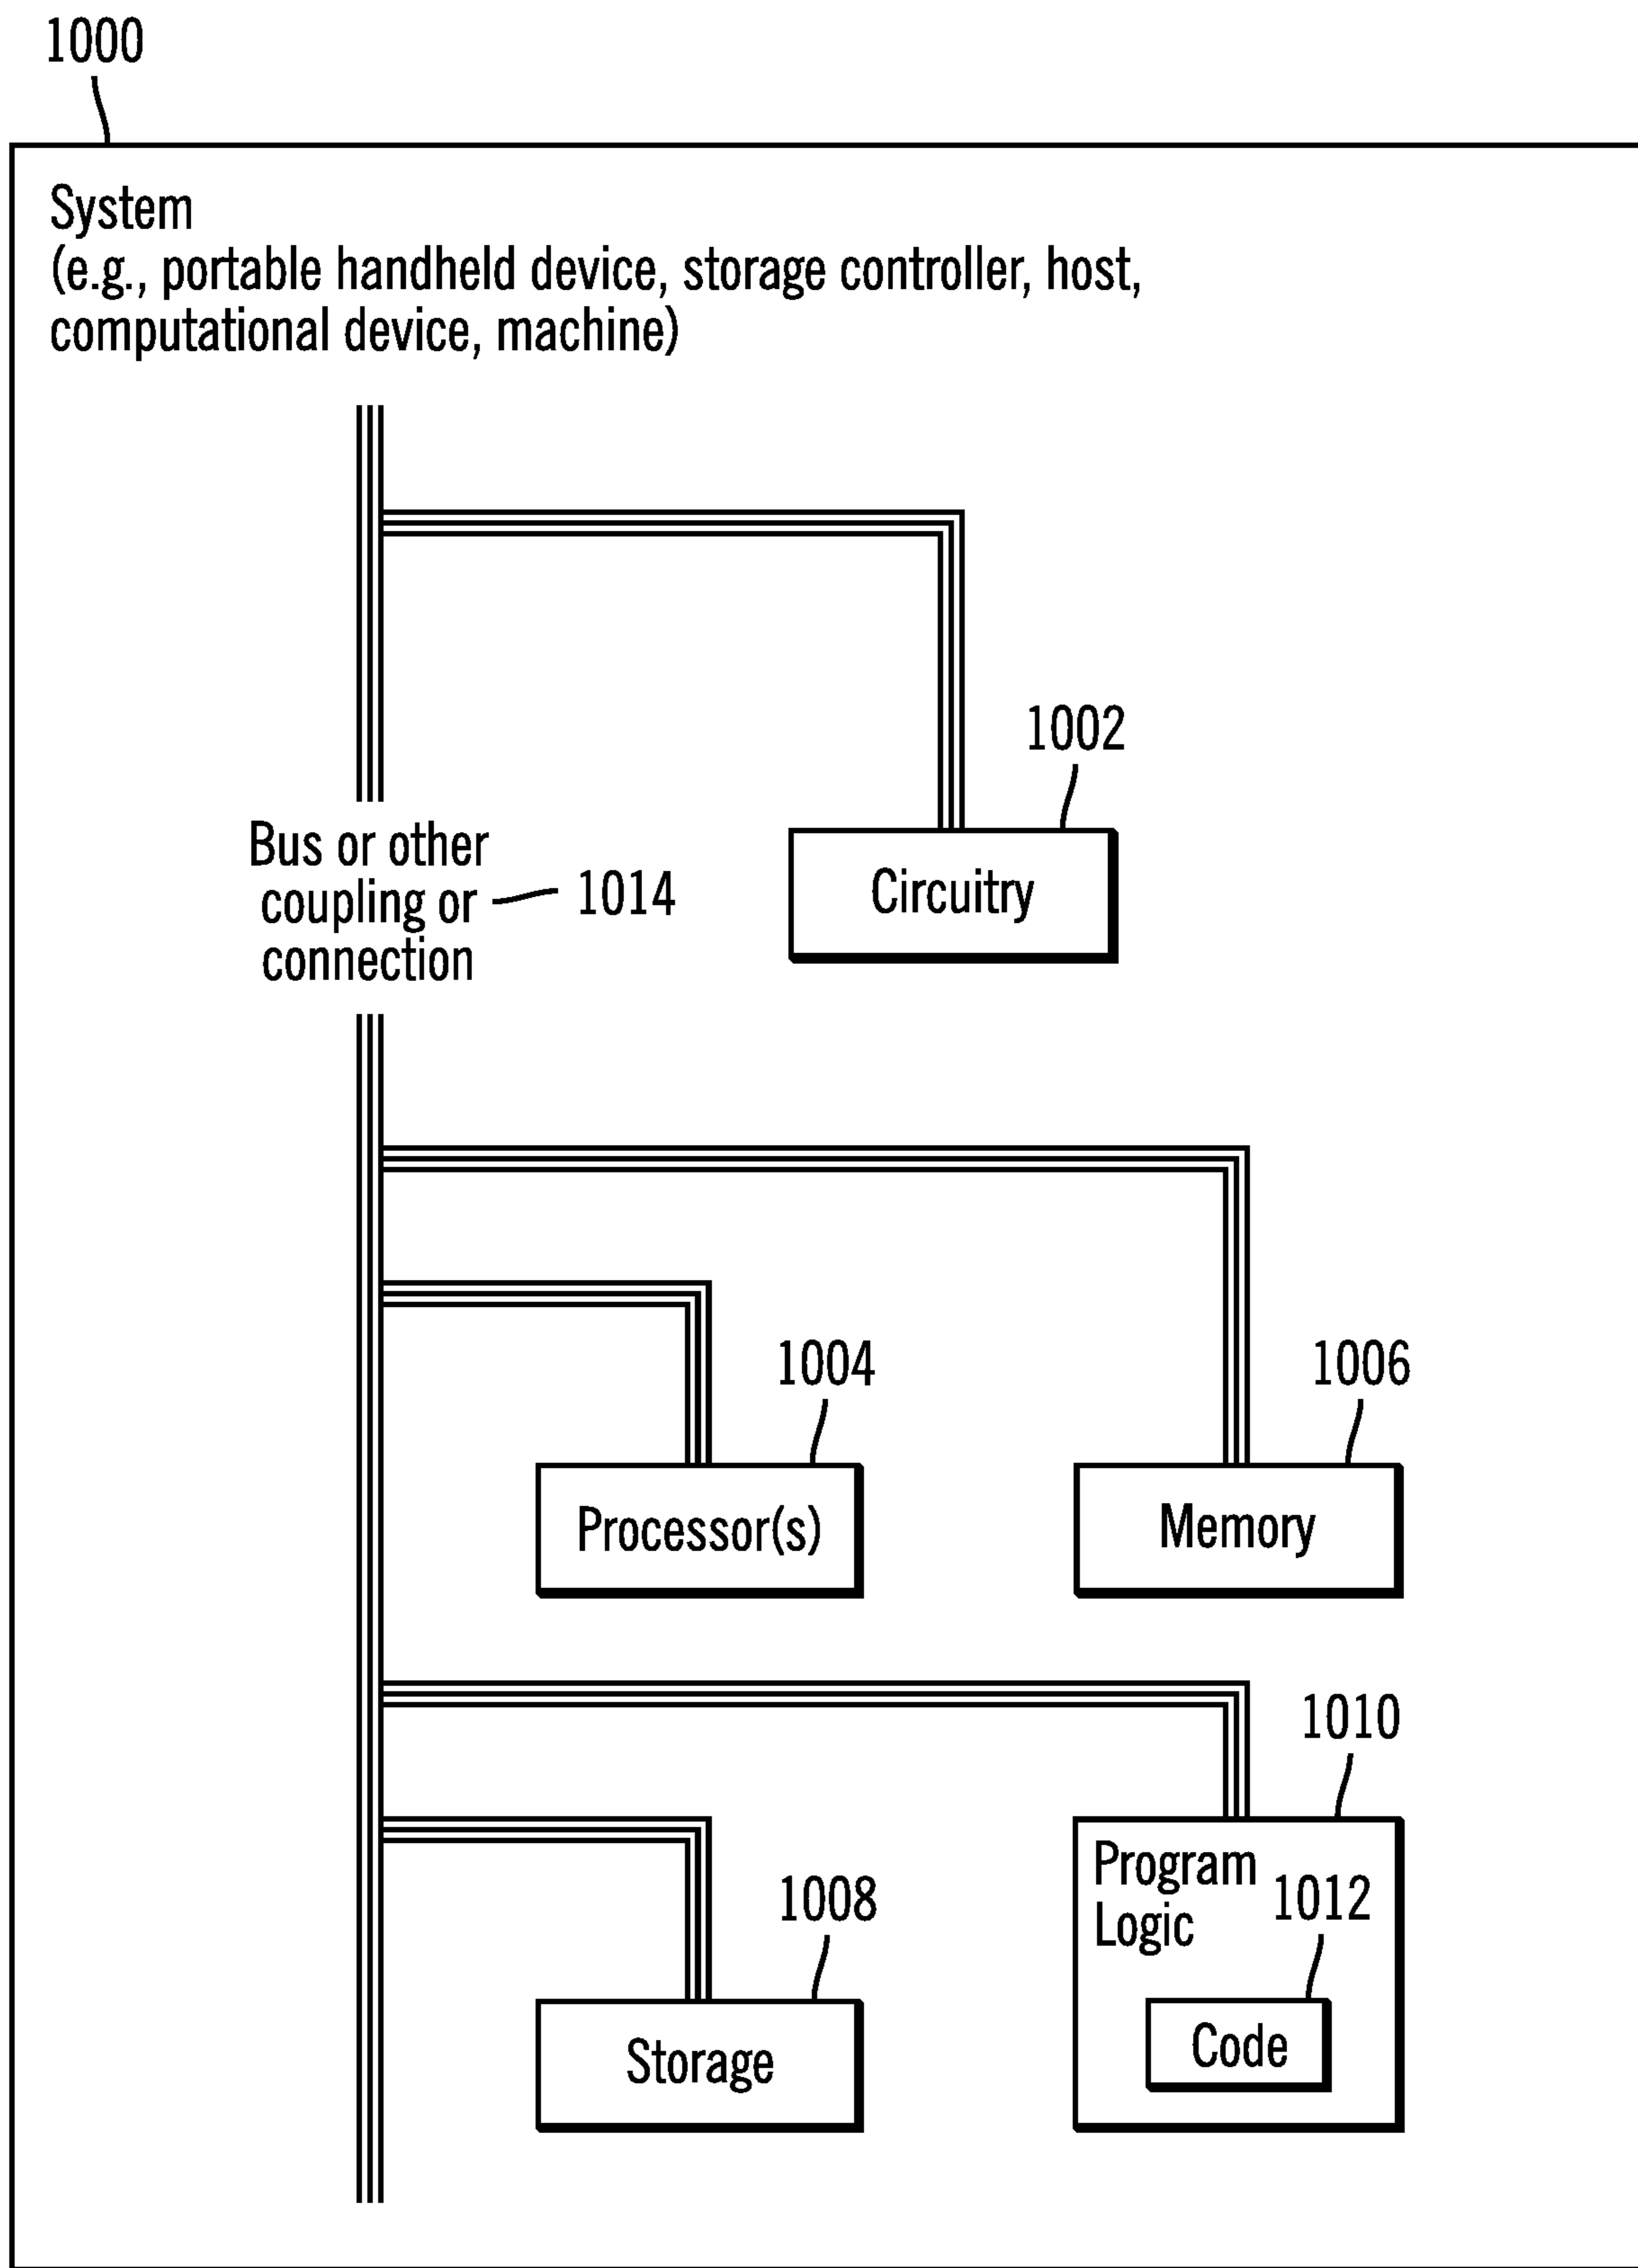 1000
System
(e.g., portable handheld device, storage controller, host,
computational device, machine)
1002
Bus or other
coupling or
connection
1014
Circuitry
1004
1006
Processor(s)
Memory
1010
Program
Logic
1008
1012
Storage
Code